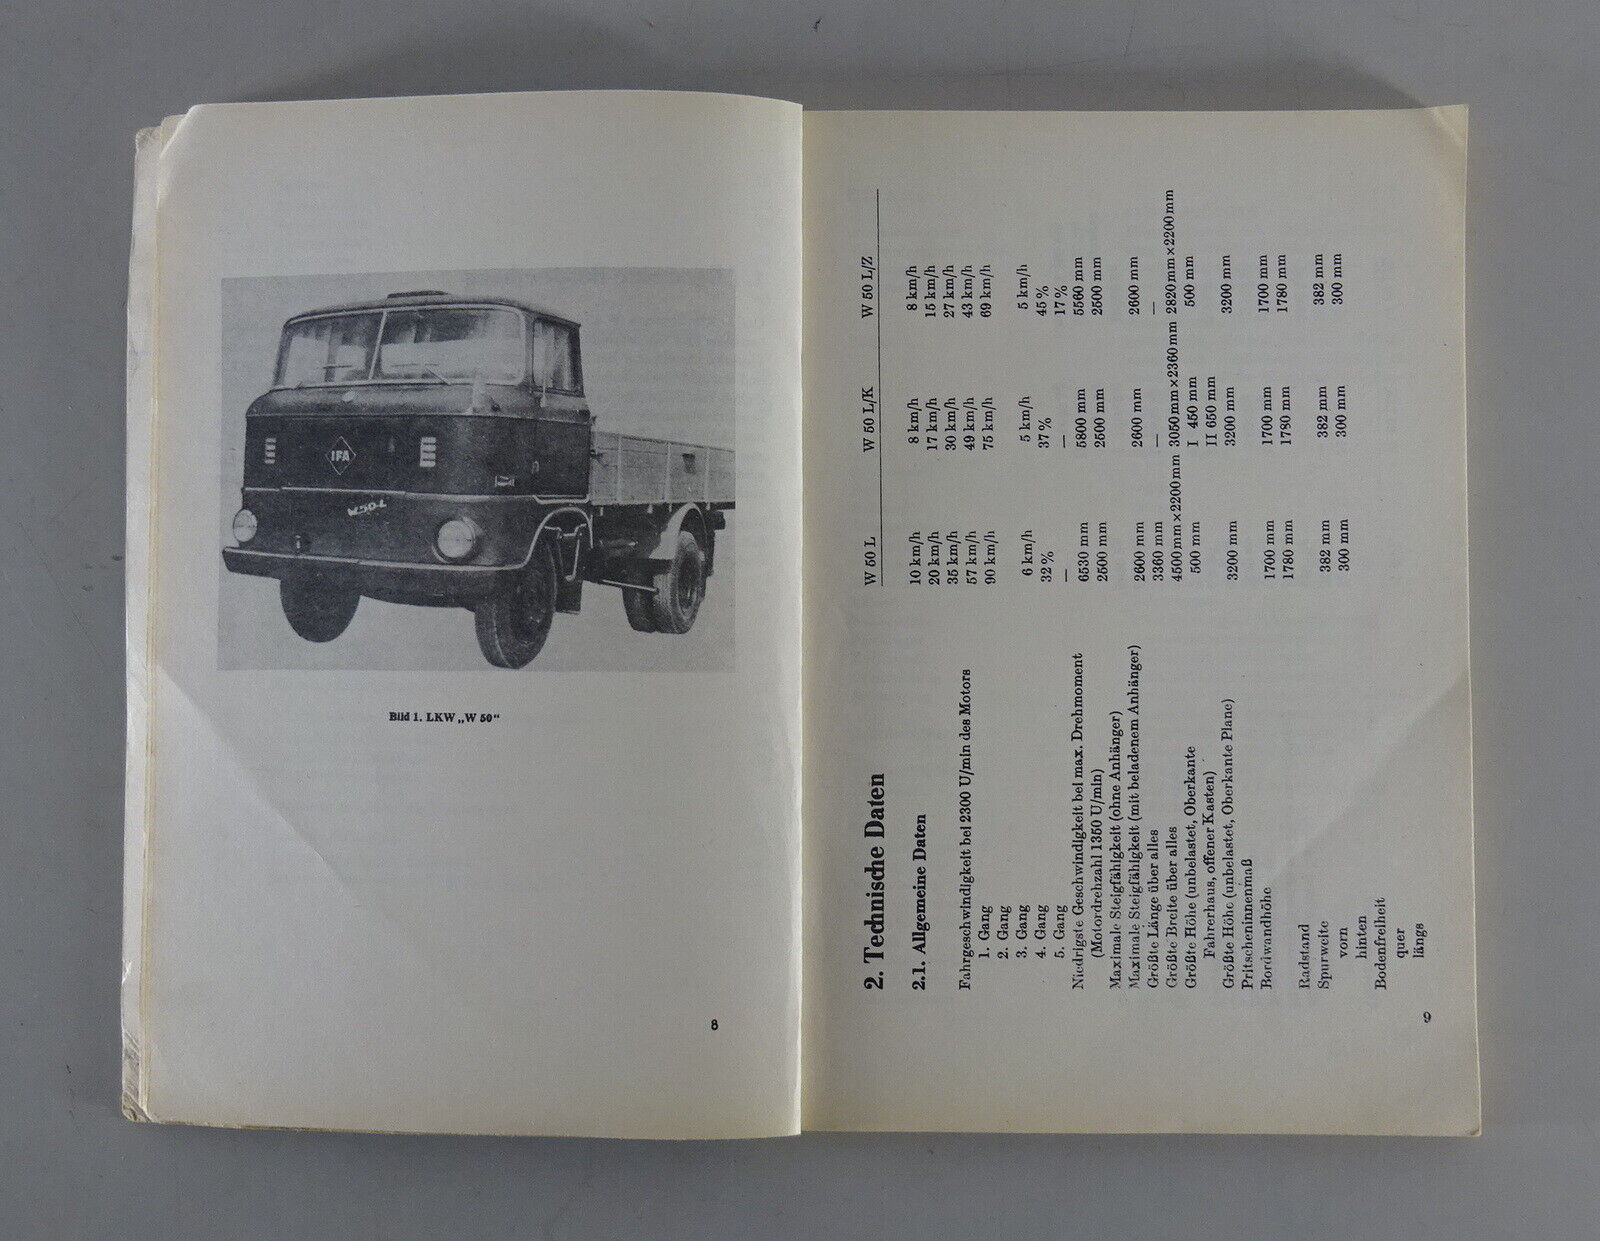 IFA
W50L
Bild 1. LKW „W 50“
8
2. Technische Daten
2.1. Allgemeine Daten W 50 L W 50 L/K W 50 L/Z
Fahrgeschwindigkeit bei 2300 U/min des Motors
1. Gang 10 km/h 8 km/h 8 km/h
2. Gang 20 km/h 17 km/h 15 km/h
3. Gang 35 km/h 30 km/h 27 km/h
4. Gang 57 km/h 49 km/h 43 km/h
5. Gang 90 km/h 75 km/h 69 km/h
Niedrigste Geschwindigkeit bei max. Drehmoment
(Motordrehzahl 1350 U/min) 6 km/h 5 km/h 5 km/h
Maximale Steigfähigkeit (ohne Anhänger) 32 % 37 % 45 %
Maximale Steigfähigkeit (mit beladenem Anhänger) — — 17 %
Größte Länge über alles 6530 mm 5800 mm 5560 mm
Größte Breite über alles 2500 mm 2500 mm 2500 mm
Größte Höhe (unbelastet, Oberkante
Fahrerhaus, offener Kasten) 2600 mm 2600 mm 2600 mm
Größte Höhe (unbelastet, Oberkante Plane) 3360 mm — —
Pritscheninnenmaß 4500 mm × 2200 mm 3050 mm × 2360 mm 2820 mm × 2200 mm
Bordwandhöhe 500 mm I 450 mm 500 mm
II 650 mm
Radstand 3200 mm 3200 mm 3200 mm
Spurweite
vorn 1700 mm 1700 mm 1700 mm
hinten 1780 mm 1780 mm 1780 mm
Bodenfreiheit
quer 382 mm 382 mm 382 mm
längs 300 mm 300 mm 300 mm
9